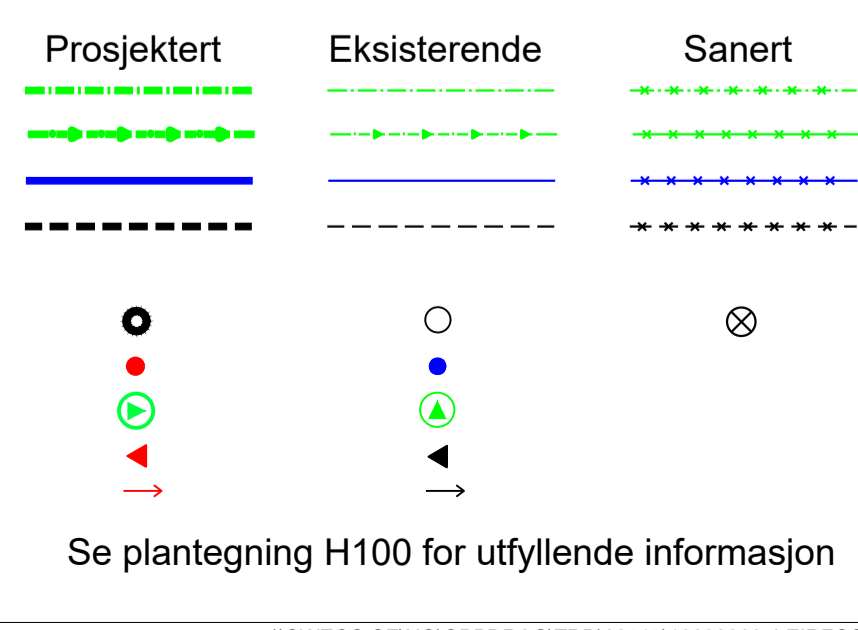 Prosjektert Eksisterende Sanert
Se plantegning H100 for utfyllende informasjon